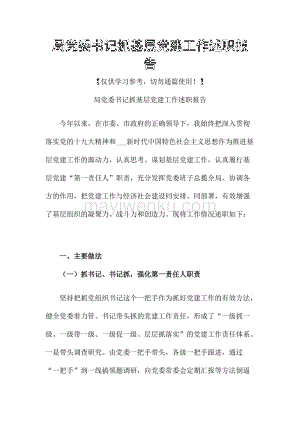 局党委书记抓基层党建工作述职报
告
【仅供学习参考，切勿通篇使用！】
局党委书记抓基层党建工作述职报告
今年以来，在市委、市政府的正确领导下，我始终把深入贯
彻落实党的十九大精神和___新时代中国特色社会主义思想作为推进基
层党建工作的源动力，认真思考、谋划基层党建工作，认真履行基
层党建“第一责任人”职责，充分发挥党委班子总揽全局、协调各
方的作用，把党建工作与经济社会建设同安排、同部署，有效增强
了基层组织的凝聚力、战斗力和创造力。现将工作情况述职如下：
mayiwenku.com
一、主要做法
（一）抓书记、书记抓，强化第一责任人职责
坚持把抓党组织书记这个一把手作为抓好党建工作的有效方法，
健全党委着力管、书记带头抓的工作责任体系，形成了“一级抓一
级、一级带一级、一级促一级、层层抓落实”的党建工作责任体系。
一是带头调查研究。由党委一把手带头，各级一把手跟进，通过
“一把手”到一线搞领题调研，向党委常委会定期汇报等方法倒逼